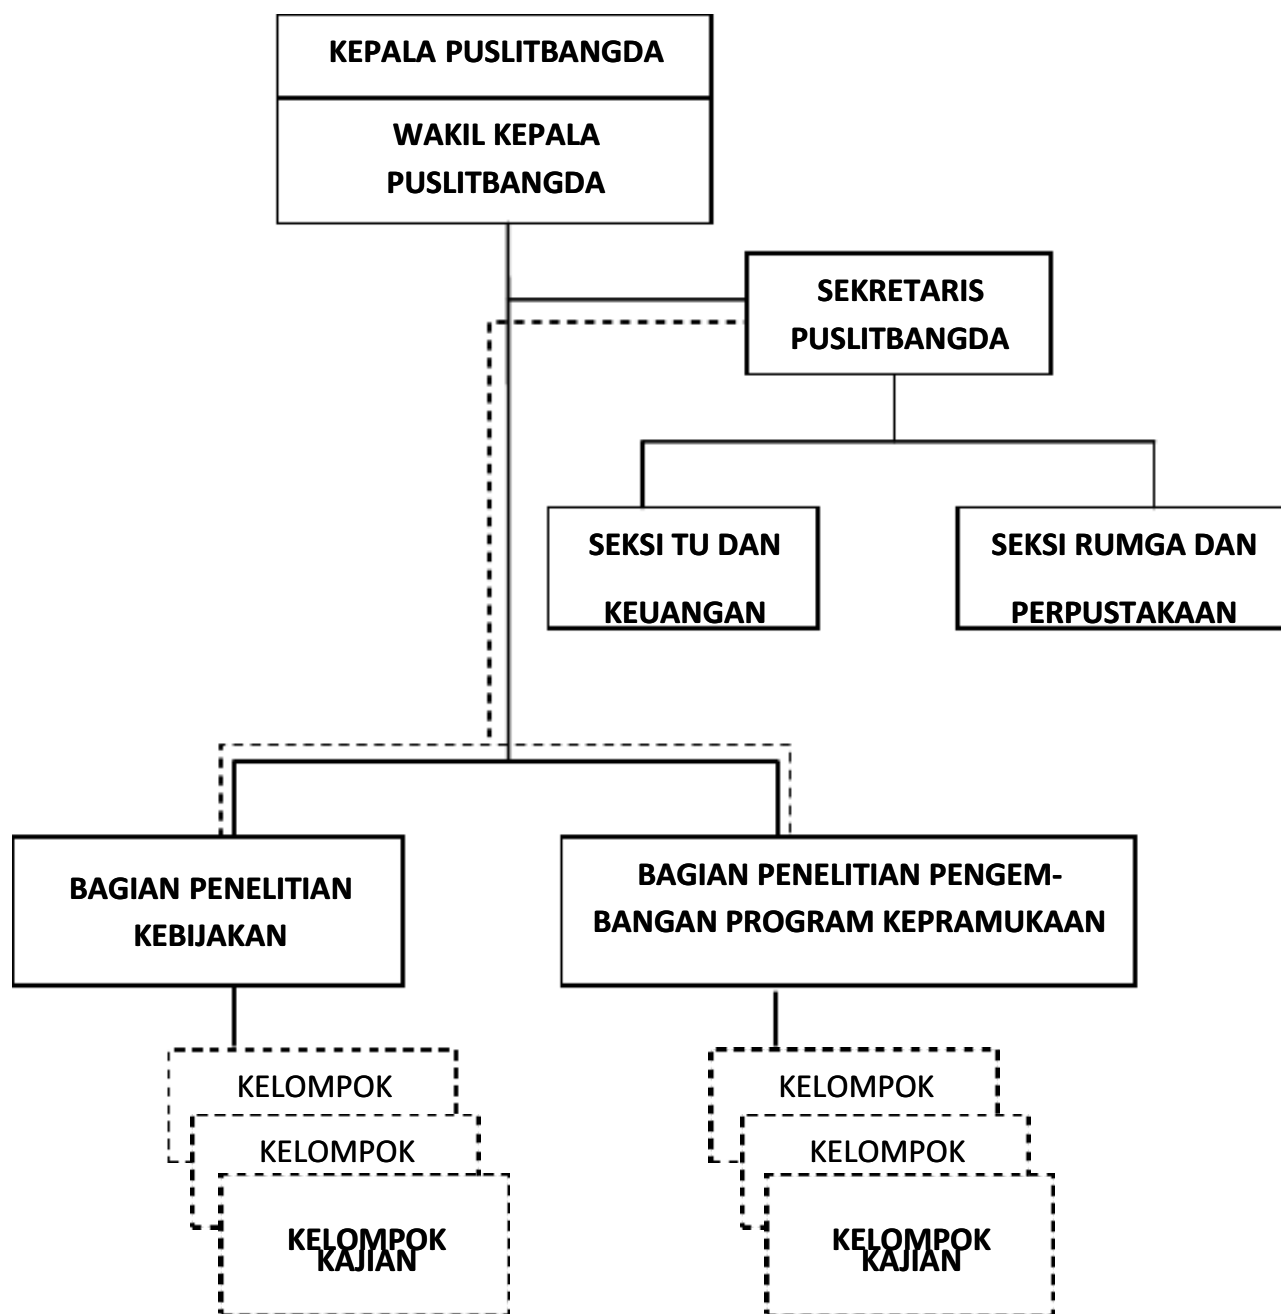 KEPALA PUSLITBANGDA
WAKIL KEPALA
PUSLITBANGDA
SEKRETARIS
PUSLITBANGDA
SEKSI TU DAN
KEUANGAN
SEKSI RUMGA DAN
PERPUSTAKAAN
BAGIAN PENELITIAN
KEBIJAKAN
BAGIAN PENELITIAN PENGEM-
BANGAN PROGRAM KEPRAMUKAAN
KELOMPOK
KELOMPOK
KELOMPOK
KAJIAN
KELOMPOK
KELOMPOK
KELOMPOK
KAJIAN